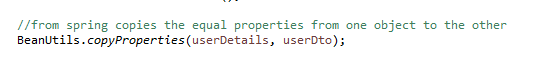 //from spring copies the equal properties from one object to the other
BeanUtils.copyProperties(userDetails, userDto);